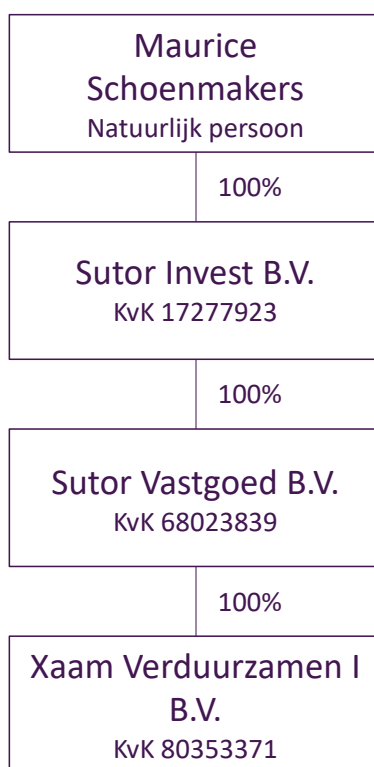 Maurice
Schoenmakers
Natuurlijk persoon
100%
Sutor Invest B.V.
KvK 17277923
100%
Sutor Vastgoed B.V.
KvK 68023839
100%
Xaam Verduurzamen I
B.V.
KvK 80353371